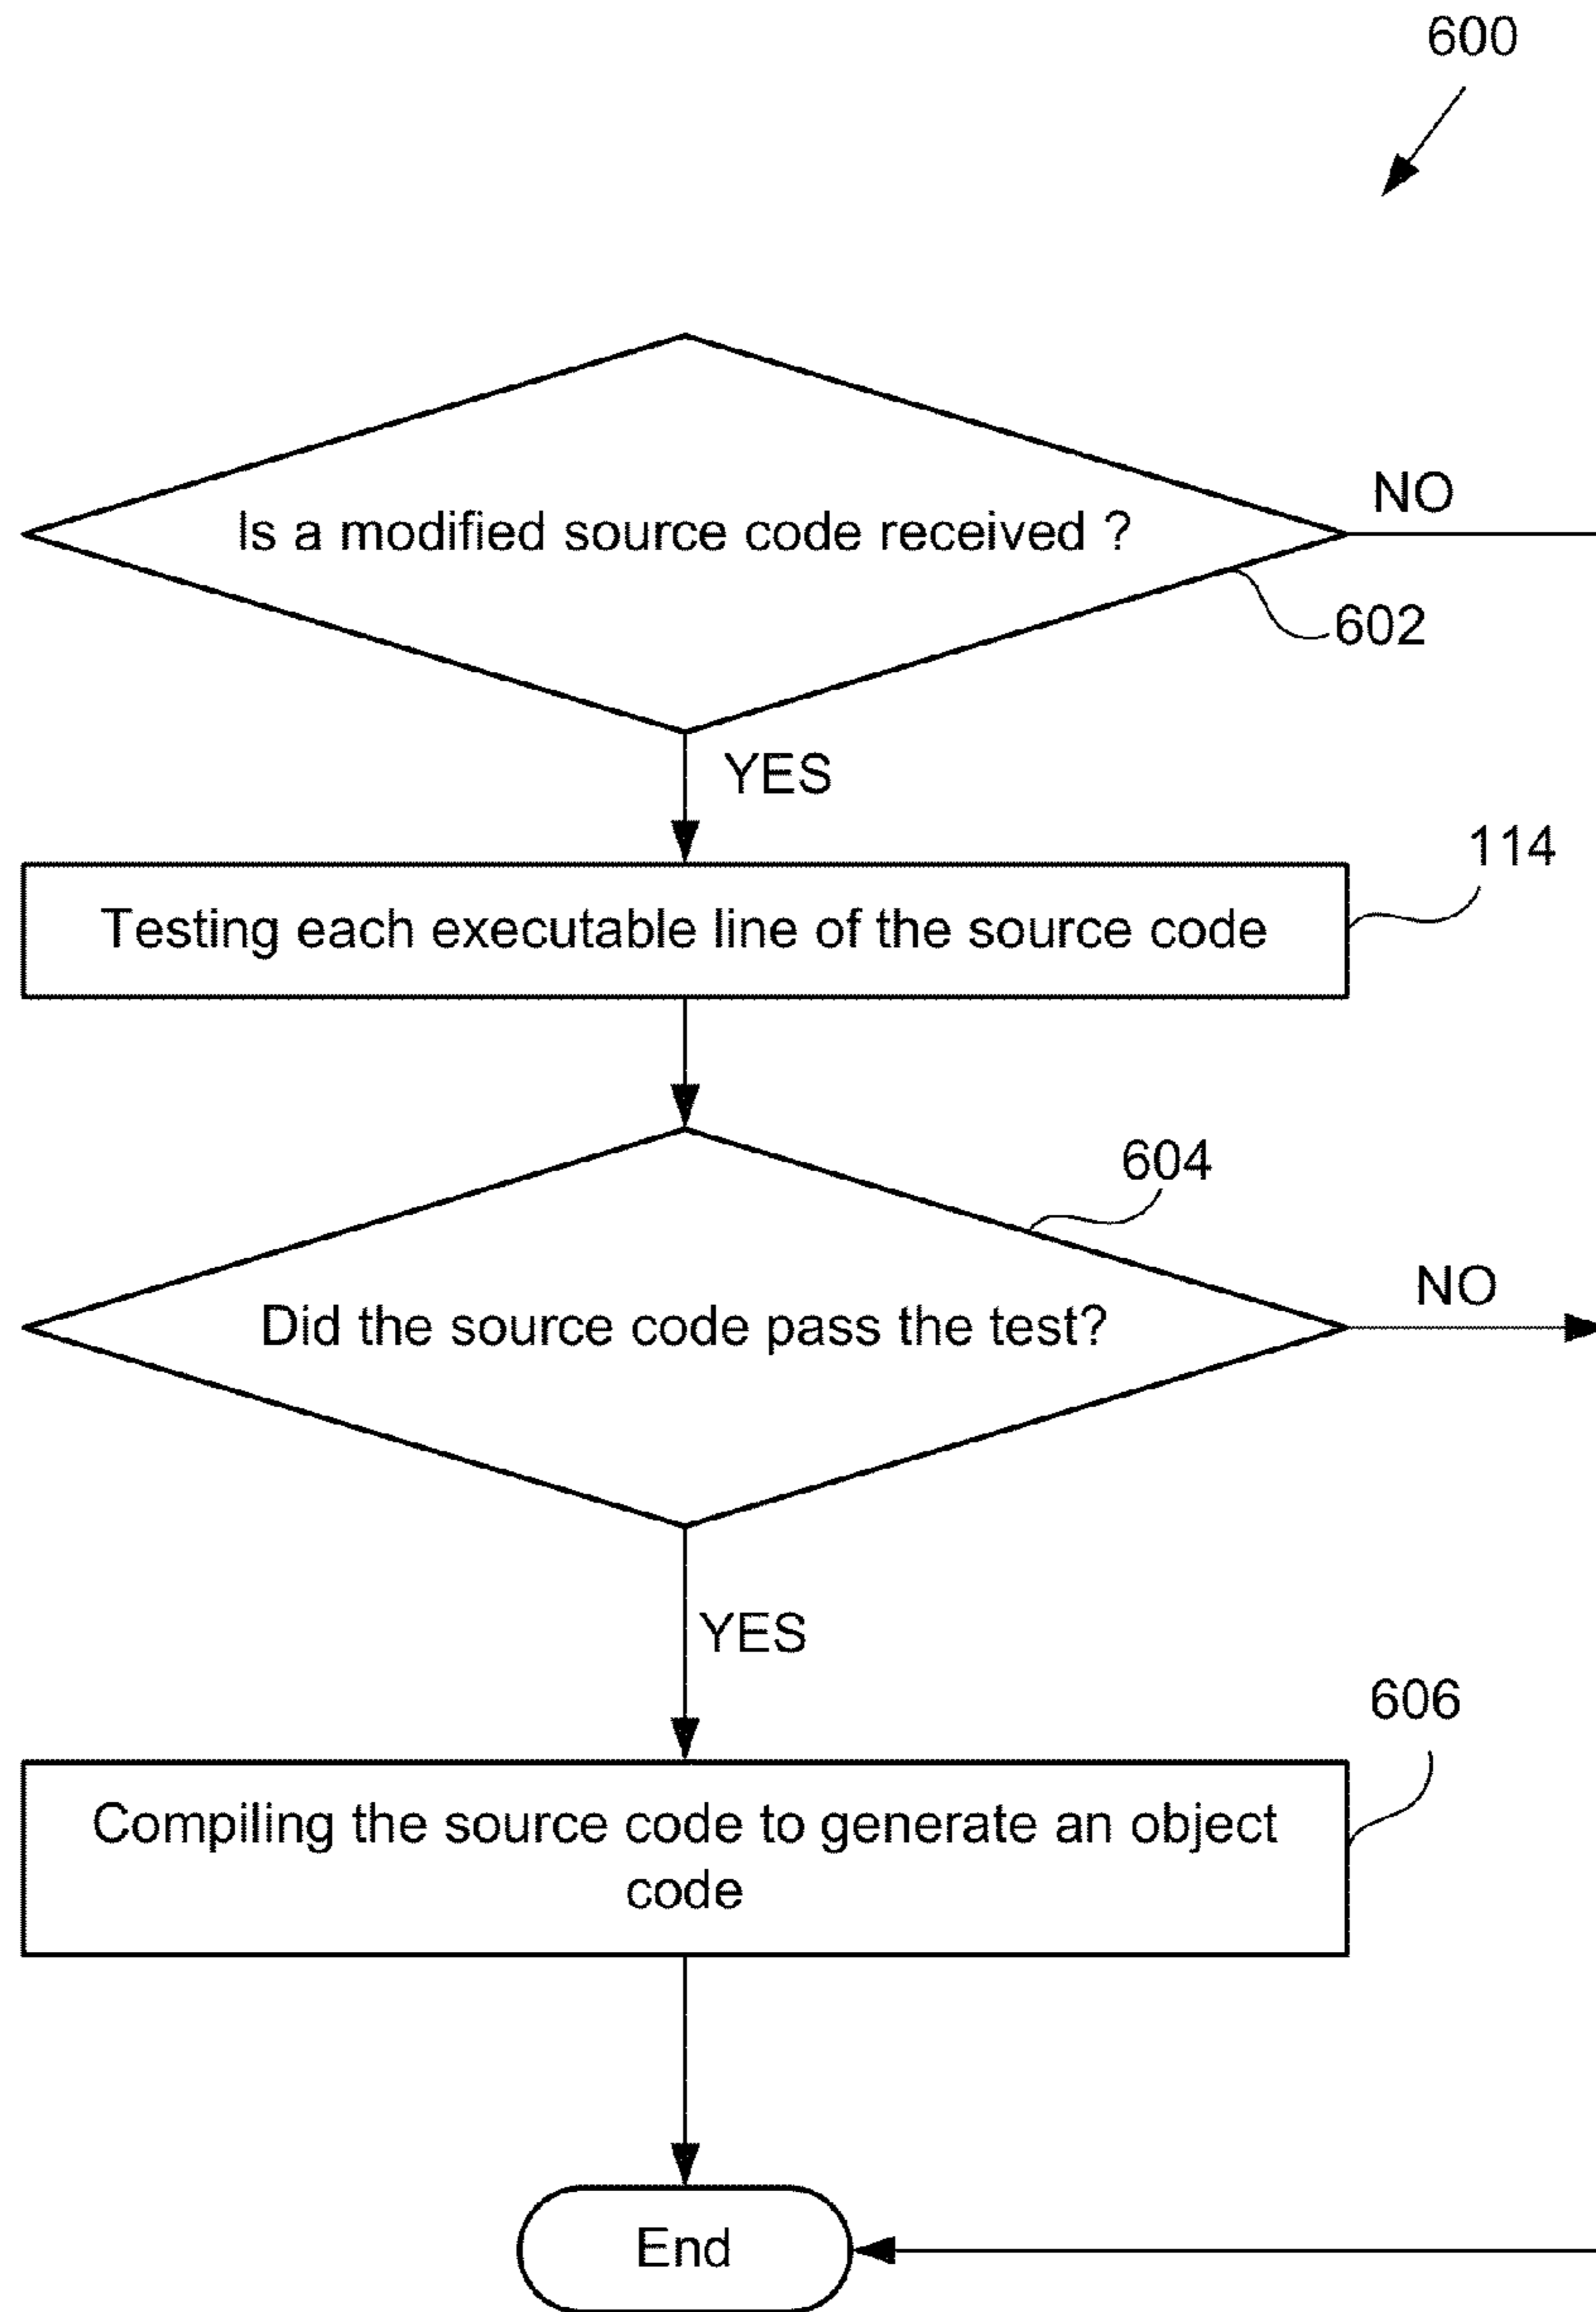 600
Is a modified source code received ?
NO
602
YES
114
Testing each executable line of the source code
604
Did the source code pass the test?
NO
YES
606
Compiling the source code to generate an object
code
End